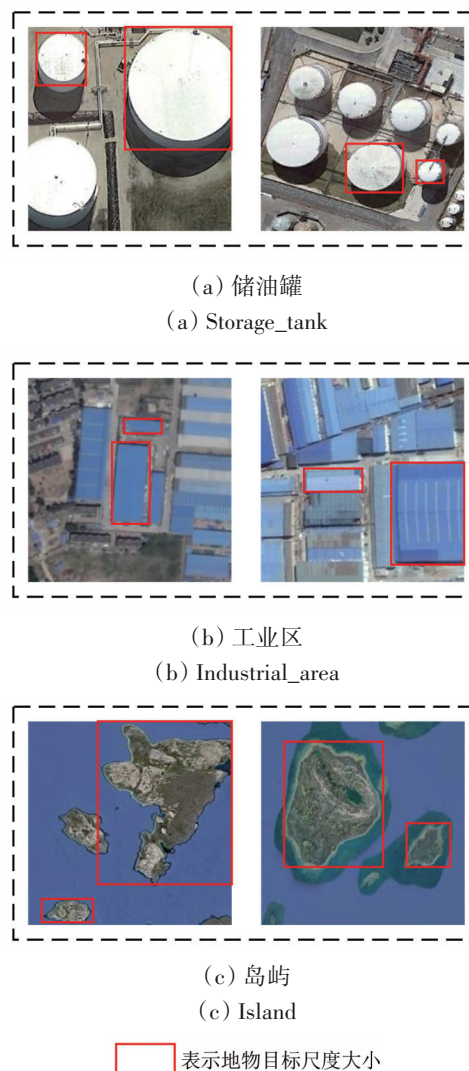 (a) 储油罐
(a) Storage_tank
(b) 工业区
(b) Industrial_area
(c) 岛屿
(c) Island
表示地物目标尺度大小